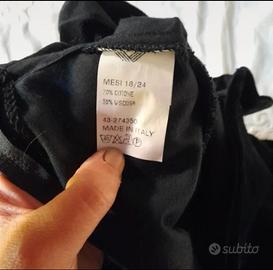 MESI 18/24
70% COTONE
30% VISCOSA
43-274350
MADE IN ITALY
subito